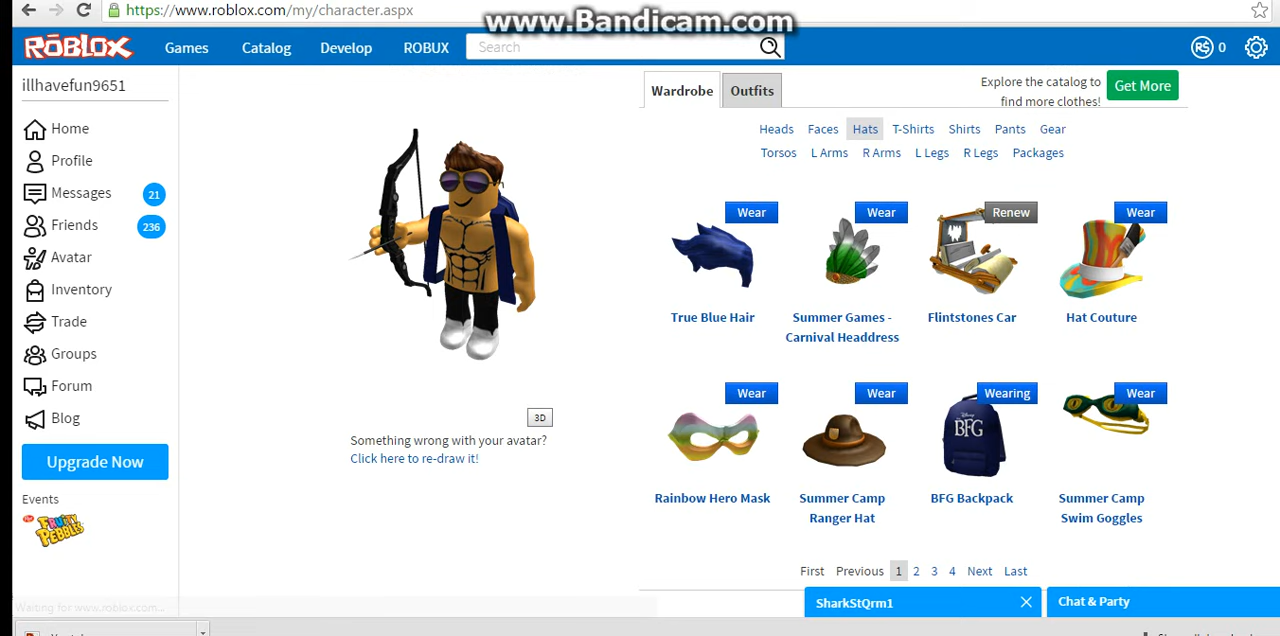 https://www.roblox.com/my/character.aspx
www.Bandicam.com
ROBLOX Games Catalog Develop ROBUX Search R$ 0
illhavefun9651
Home
Profile
Messages 21
Friends 236
Avatar
Inventory
Trade
Groups
Forum
Blog
Upgrade Now
Events
FRUITY
PEBBLES
3D
Something wrong with your avatar?
Click here to re-draw it!
Wardrobe Outfits
Explore the catalog to
find more clothes!
Get More
Heads Faces Hats T-Shirts Shirts Pants Gear
Torsos L Arms R Arms L Legs R Legs Packages
Wear Wear Renew Wear
True Blue Hair
Summer Games -
Carnival Headdress
Flintstones Car
Hat Couture
Wear Wear Wearing Wear
Disney
BFG
Rainbow Hero Mask
Summer Camp
Ranger Hat
BFG Backpack
Summer Camp
Swim Goggles
First Previous 1 2 3 4 Next Last
SharkStQrm1
Chat & Party
Waiting for www.roblox.com...